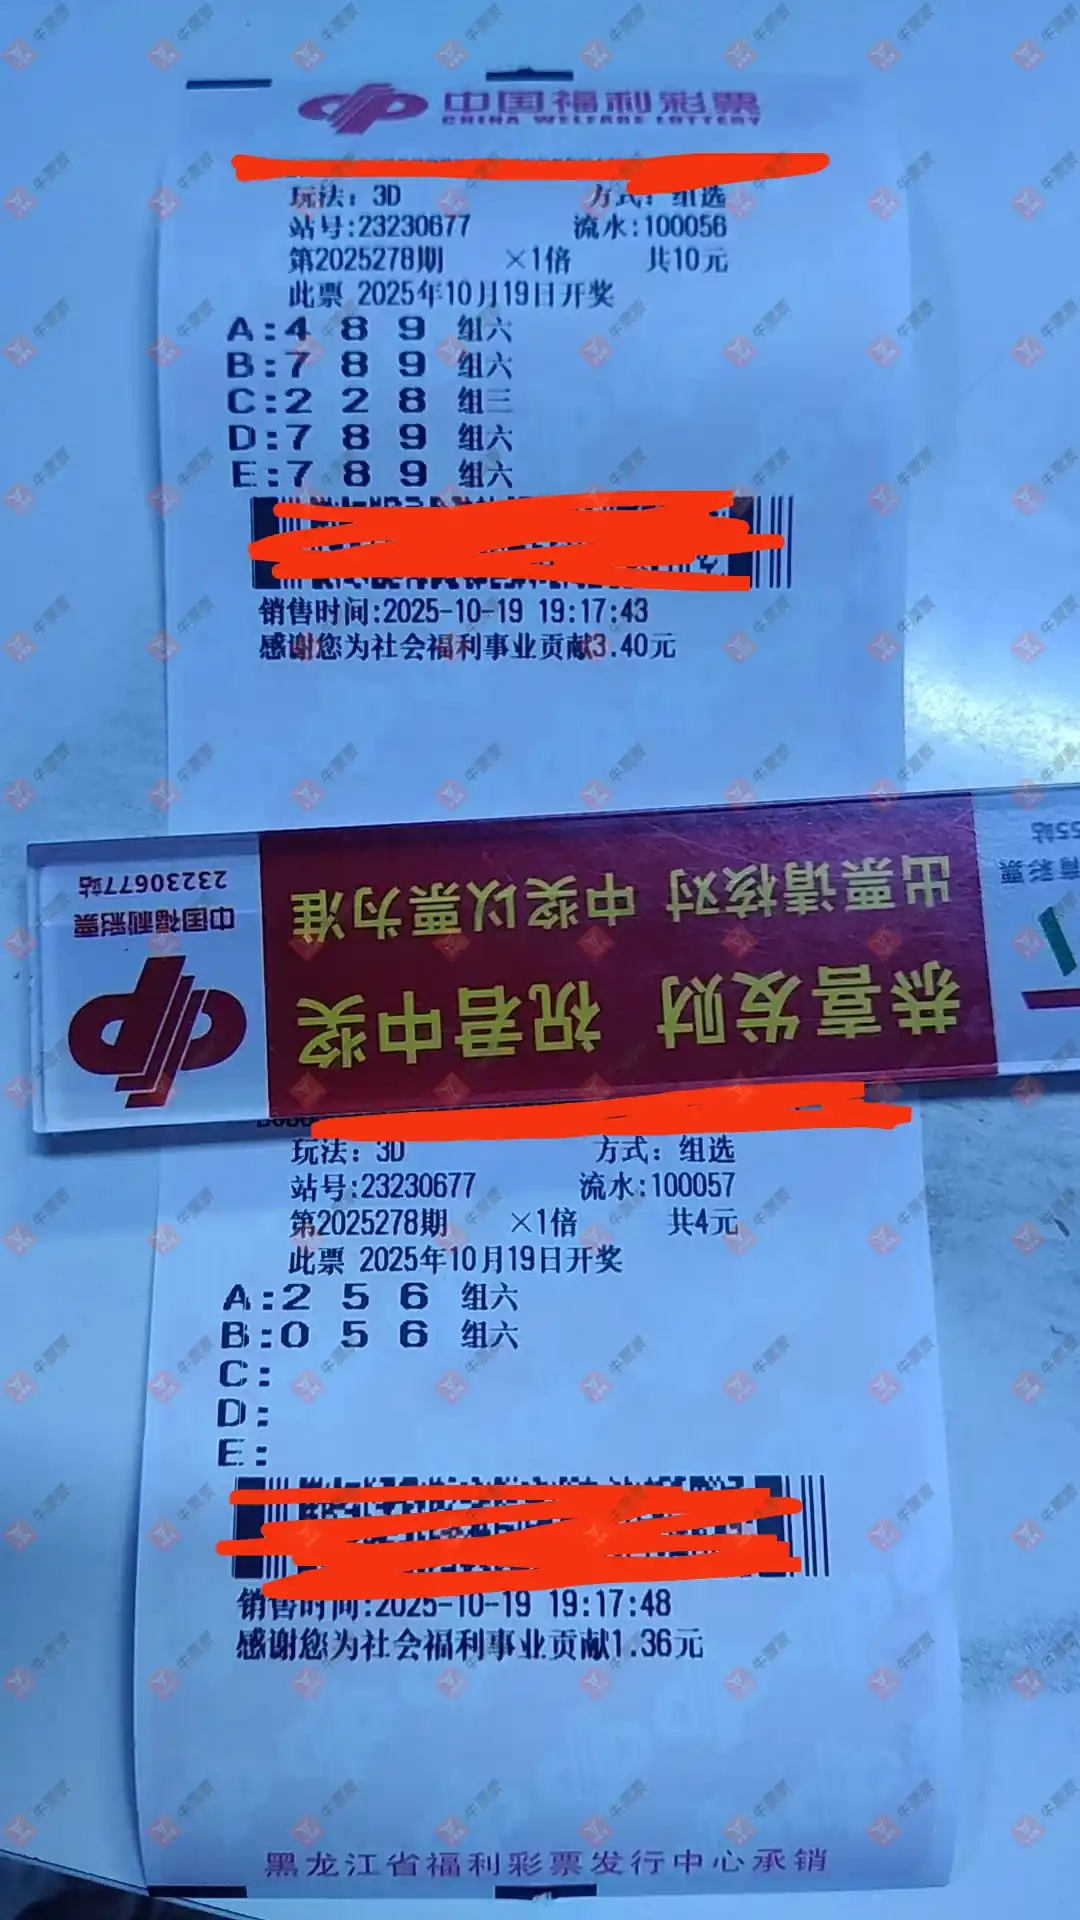 中国福利彩票
CHINA WELFARE LOTTERY
玩法：3D 方式：组选
站号:23230677 流水:100056
第2025278期 ×1倍 共10元
此票 2025年10月19日开奖
A:4 8 9 组六
B:7 8 9 组六
C:2 2 8 组三
D:7 8 9 组六
E:7 8 9 组六
销售时间:2025-10-19 19:17:43
感谢您为社会福利事业贡献3.40元
恭喜发财 祝君中奖
出票请核对 中奖以票为准
中国福利彩票
23230677站
玩法：3D 方式：组选
站号:23230677 流水:100057
第2025278期 ×1倍 共4元
此票 2025年10月19日开奖
A:2 5 6 组六
B:0 5 6 组六
C:
D:
E:
销售时间:2025-10-19 19:17:48
感谢您为社会福利事业贡献1.36元
黑龙江省福利彩票发行中心承销
牛票票